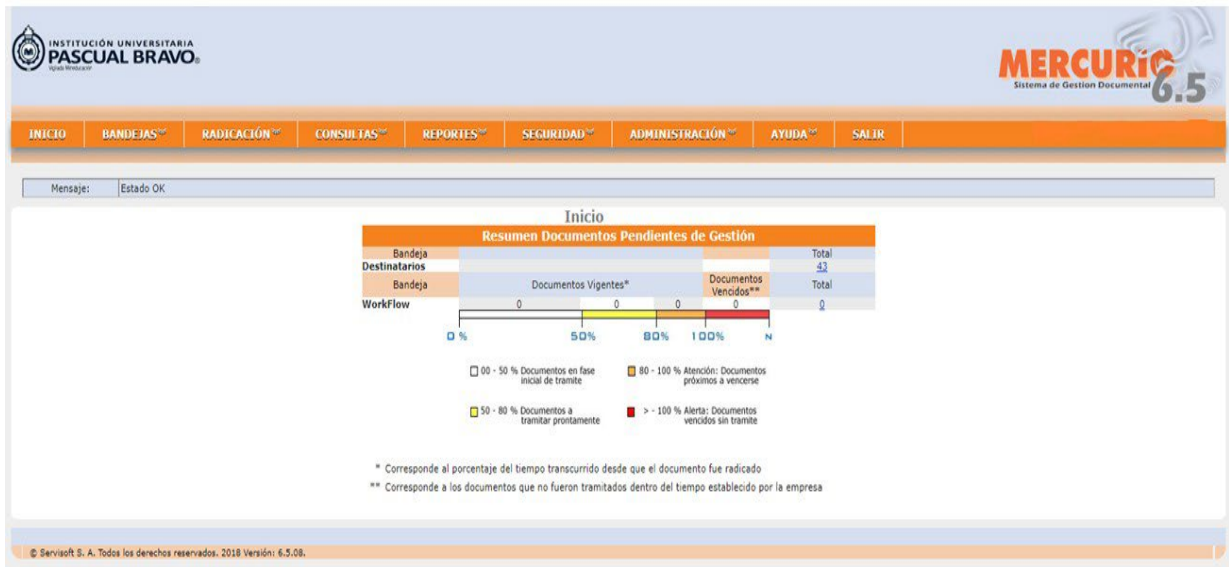 INSTITUCIÓN UNIVERSITARIA
PASCUAL BRAVO®
MERCURIO 6.5
Sistema de Gestion Documental
INICIO BANDEJAS RADICACIÓN CONSULTAS REPORTES SEGURIDAD ADMINISTRACIÓN AYUDA SALIR
Mensaje: Estado OK
Inicio
Resumen Documentos Pendientes de Gestión
Bandeja Total
Destinatarios 43
Bandeja Documentos Vigentes* Documentos Vencidos** Total
WorkFlow 0 0 0 0 0
0 % 50% 80% 100% N
00 - 50 % Documentos en fase
inicial de tramite
80 - 100 % Atención: Documentos
próximos a vencerse
50 - 80 % Documentos a
tramitar prontamente
> - 100 % Alerta: Documentos
vencidos sin tramite
* Corresponde al porcentaje del tiempo transcurrido desde que el documento fue radicado
** Corresponde a los documentos que no fueron tramitados dentro del tiempo establecido por la empresa
© Servisoft S. A. Todos los derechos reservados. 2018 Versión: 6.5.08.